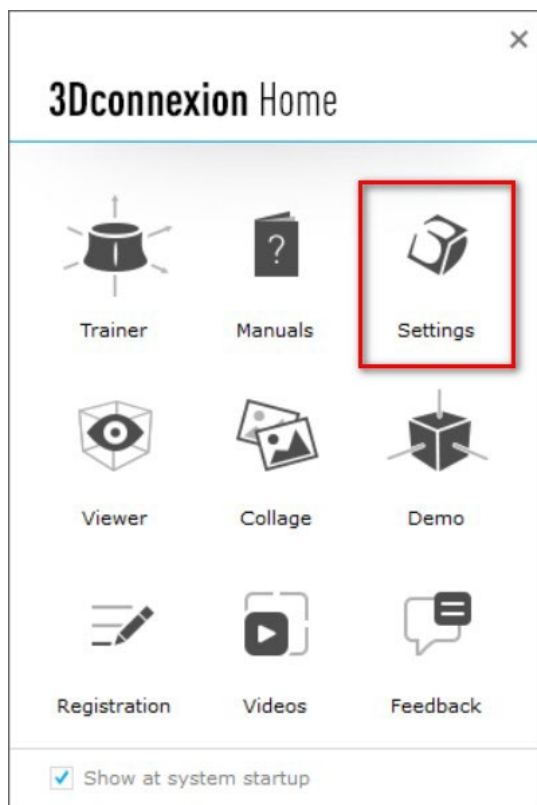 3Dconnexion Home
?
Trainer Manuals Settings
Viewer Collage Demo
Registration Videos Feedback
Show at system startup